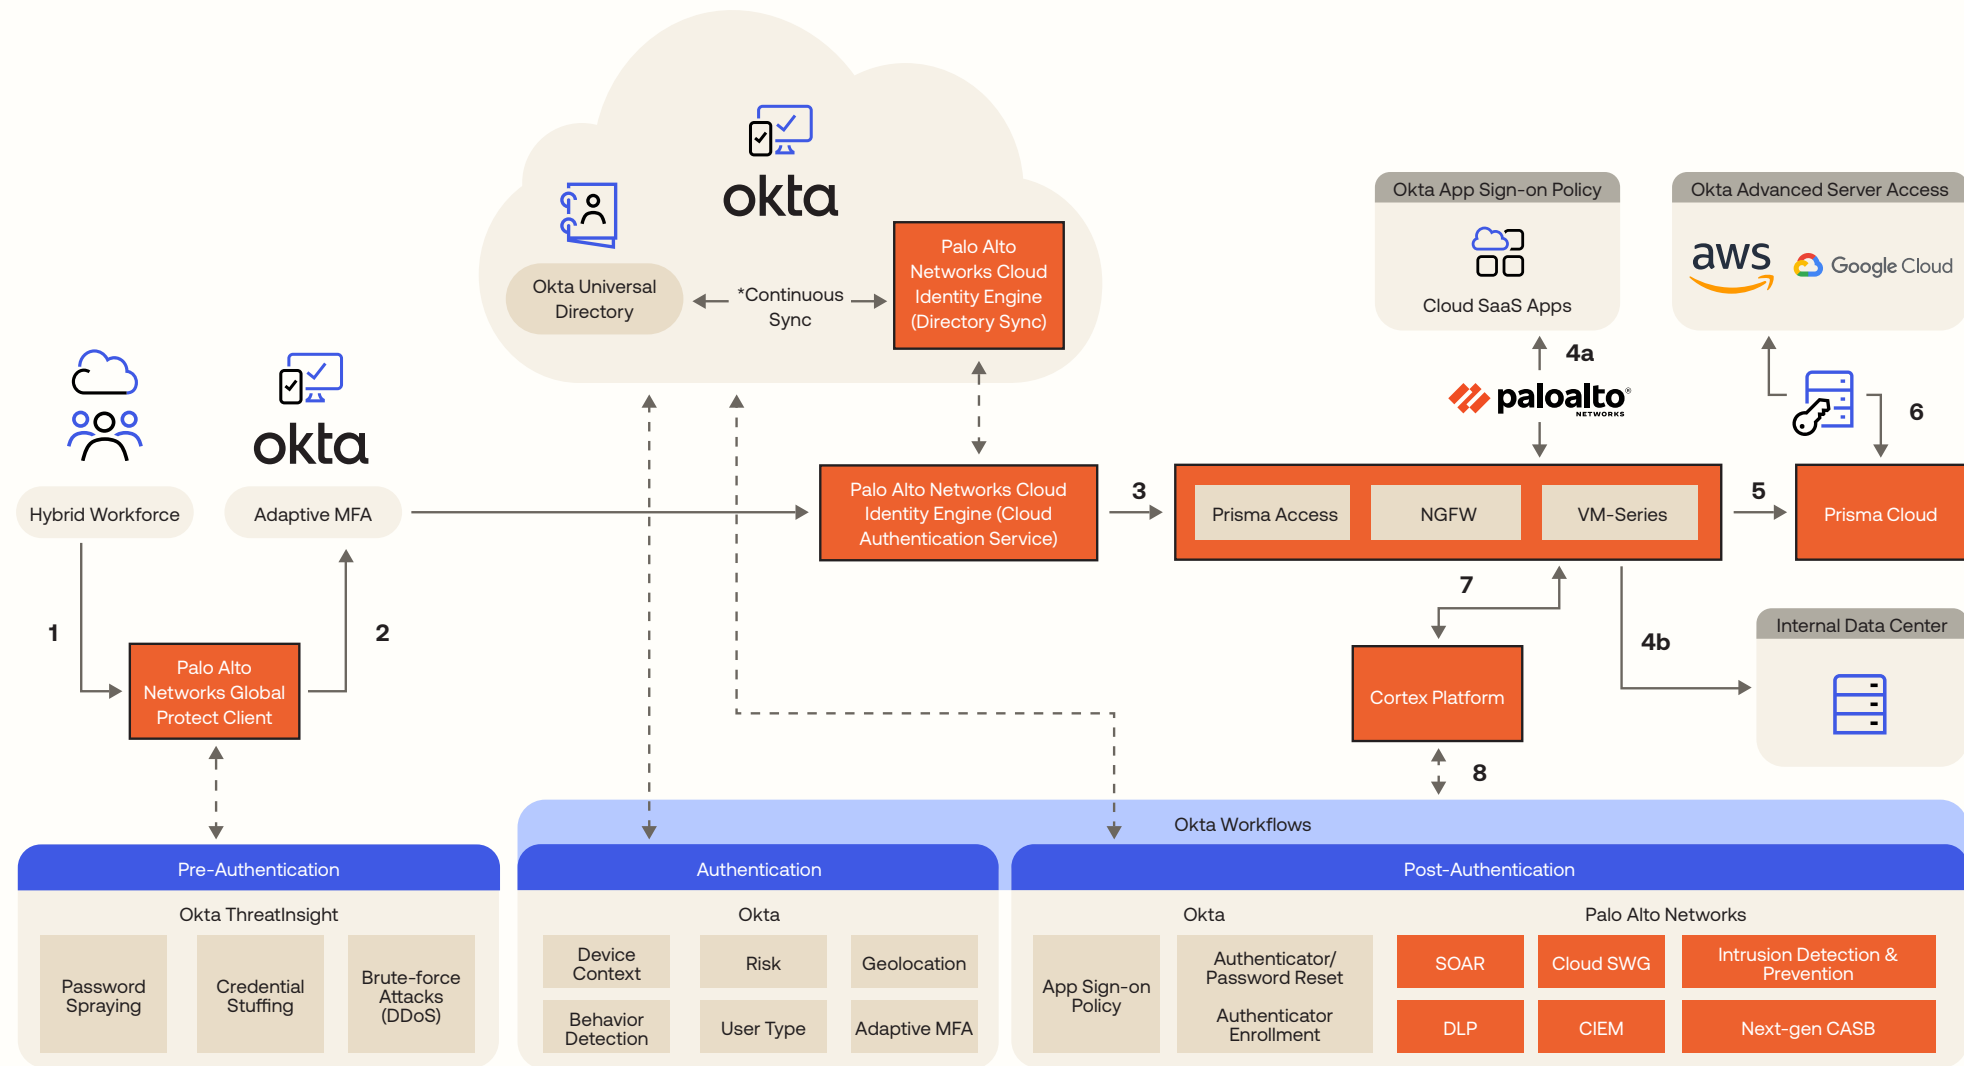 okta
Okta Universal
Directory
*Continuous
Sync
Palo Alto
Networks Cloud
Identity Engine
(Directory Sync)
Okta App Sign-on Policy
Cloud SaaS Apps
Okta Advanced Server Access
aws
Google Cloud
4a
paloalto®
NETWORKS
6
okta
Hybrid Workforce
Adaptive MFA
Palo Alto Networks Cloud
Identity Engine (Cloud
Authentication Service)
3
Prisma Access
NGFW
VM-Series
5
Prisma Cloud
1
2
Palo Alto
Networks Global
Protect Client
7
4b
Internal Data Center
Cortex Platform
8
Okta Workflows
Pre-Authentication
Okta ThreatInsight
Password
Spraying
Credential
Stuffing
Brute-force
Attacks
(DDoS)
Authentication
Okta
Device
Context
Risk
Geolocation
Behavior
Detection
User Type
Adaptive MFA
Post-Authentication
Okta
App Sign-on
Policy
Authenticator/
Password Reset
Authenticator
Enrollment
Palo Alto Networks
SOAR
Cloud SWG
Intrusion Detection &
Prevention
DLP
CIEM
Next-gen CASB